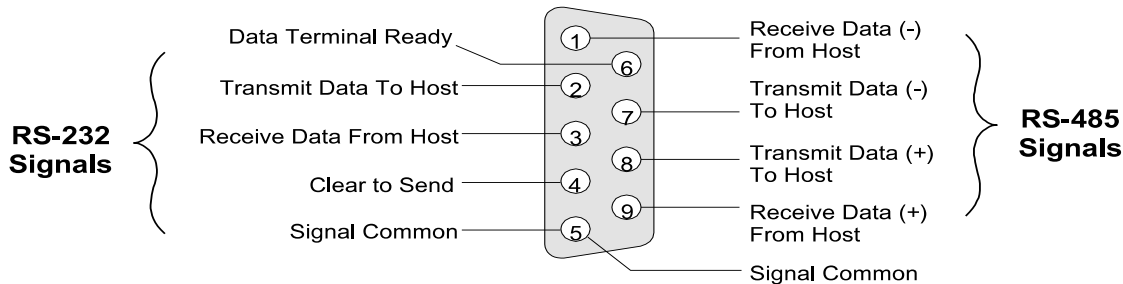 Data Terminal Ready
Transmit Data To Host
Receive Data From Host
Clear to Send
Signal Common
RS-232
Signals
1
2
3
4
5
6
7
8
9
Receive Data (-)
From Host
Transmit Data (-)
To Host
Transmit Data (+)
To Host
Receive Data (+)
From Host
Signal Common
RS-485
Signals